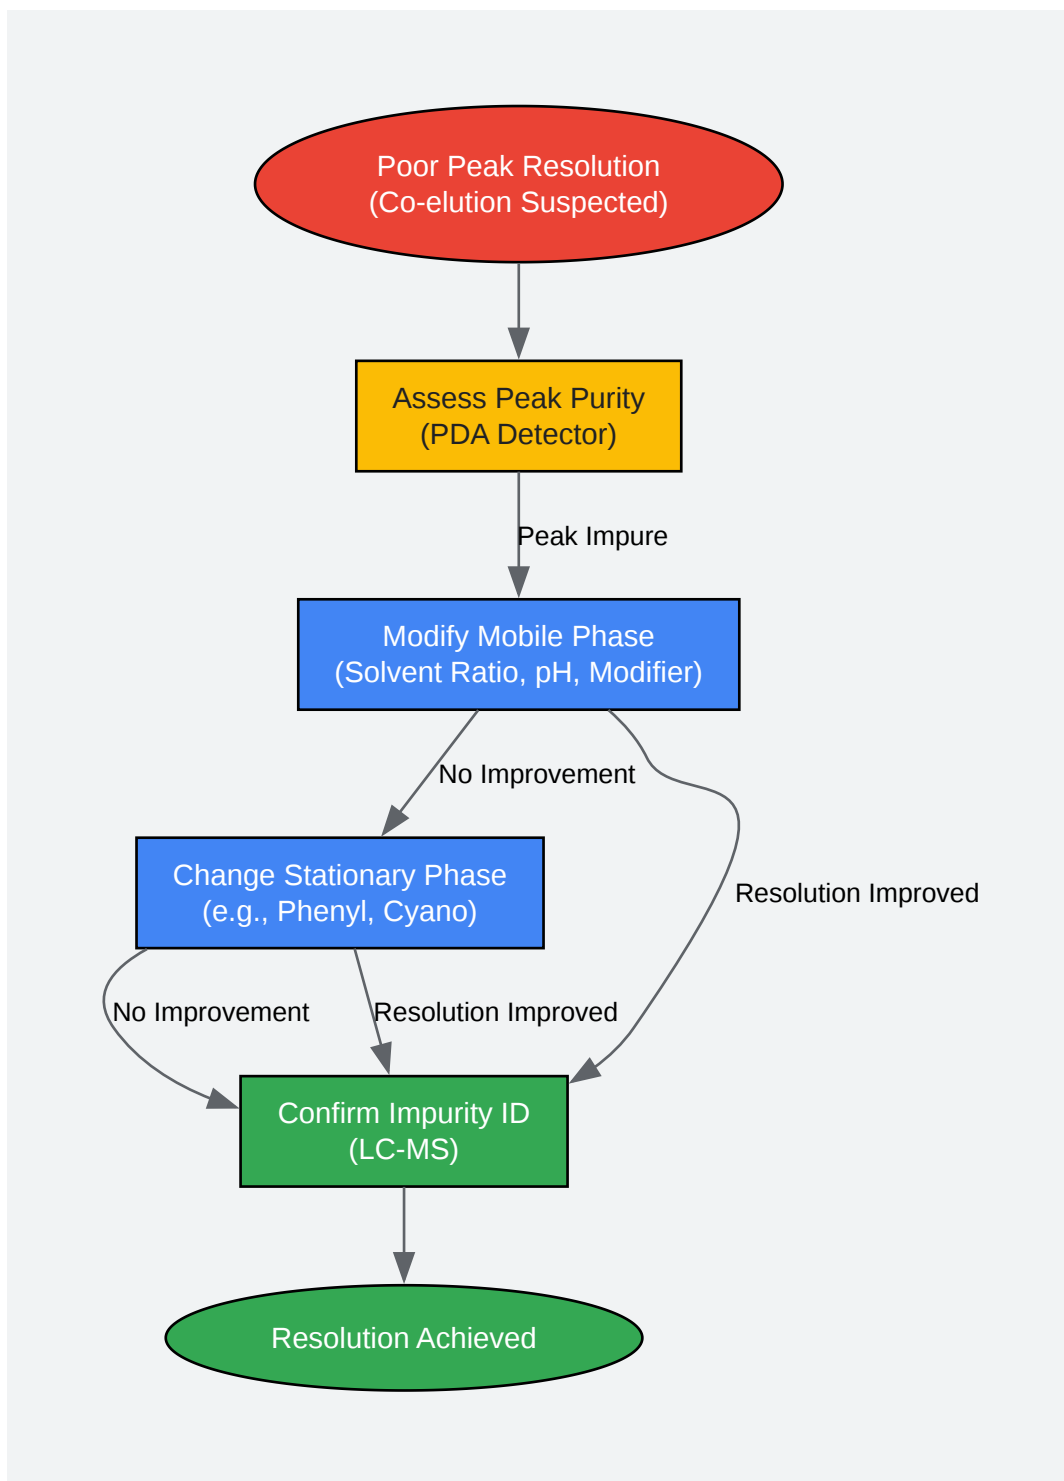 Poor Peak Resolution
(Co-elution Suspected)
Assess Peak Purity
(PDA Detector)
Peak Impure
Modify Mobile Phase
(Solvent Ratio, pH, Modifier)
No Improvement
Change Stationary Phase
(e.g., Phenyl, Cyano)
Resolution Improved
No Improvement
Resolution Improved
Confirm Impurity ID
(LC-MS)
Resolution Achieved